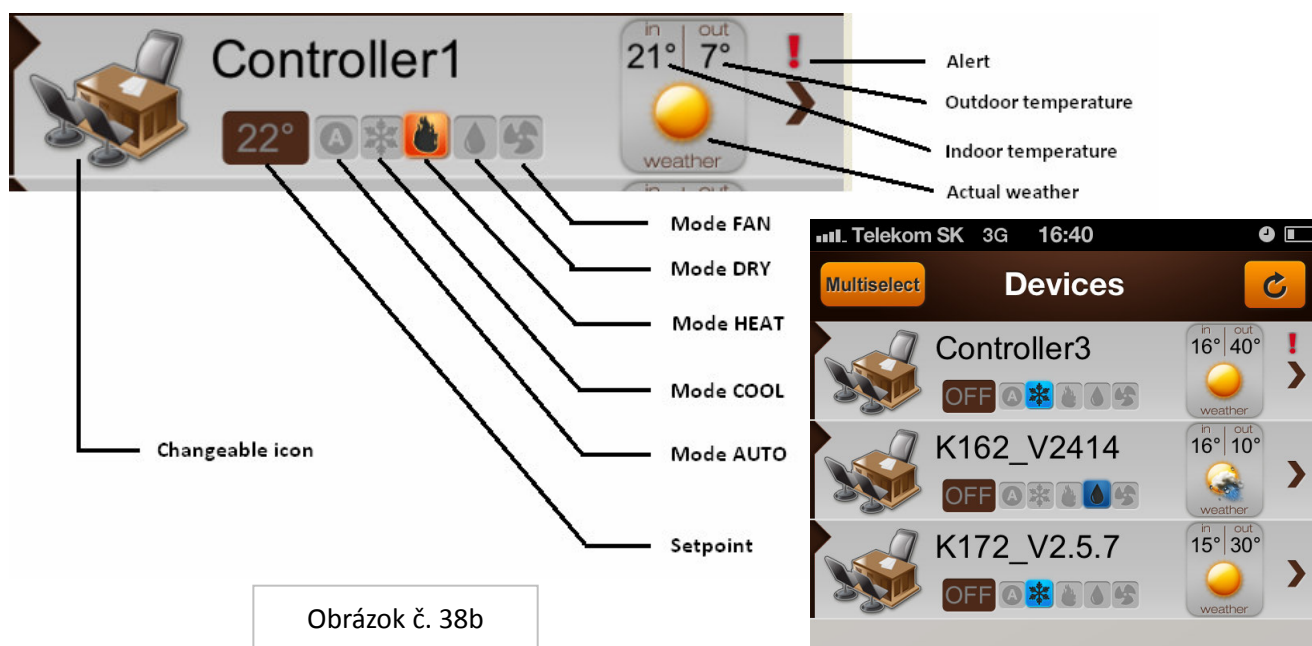 Controller1
in out
21° 7°
weather
22° A
in out
Alert
Outdoor temperature
Indoor temperature
Actual weather
Mode FAN
Mode DRY
Mode HEAT
Mode COOL
Mode AUTO
Setpoint
Changeable icon
Obrázok č. 38b
Telekom SK 3G 16:40
Multiselect Devices
Controller3
in out
16° 40°
weather
OFF A
K162_V2414
in out
16° 10°
weather
OFF A
K172_V2.5.7
in out
15° 30°
weather
OFF A